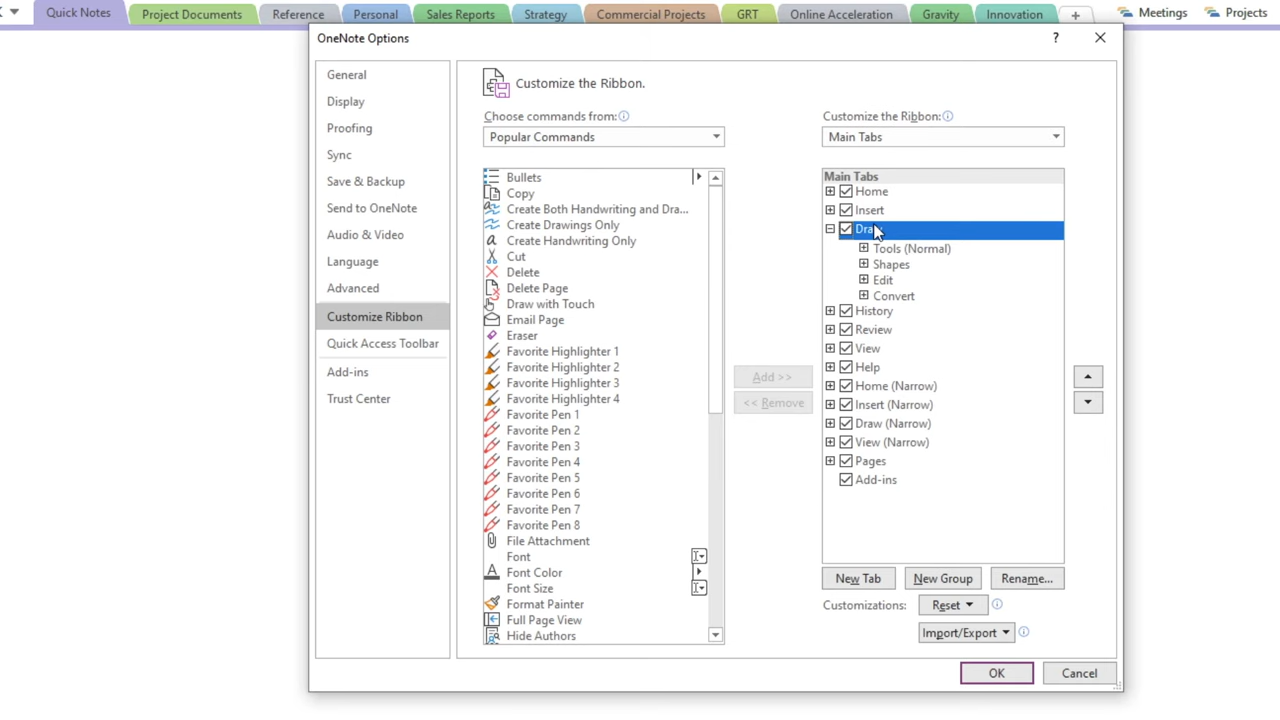 Quick Notes
Project Documents
Reference
Personal
Sales Reports
Strategy
Commercial Projects
GRT
Online Acceleration
Gravity
Innovation
+
Meetings
Projects
OneNote Options
?
General
Display
Proofing
Sync
Save & Backup
Send to OneNote
Audio & Video
Language
Advanced
Customize Ribbon
Quick Access Toolbar
Add-ins
Trust Center
Customize the Ribbon.
Choose commands from:
Popular Commands
Bullets
Copy
Create Both Handwriting and Dra...
Create Drawings Only
Create Handwriting Only
Cut
Delete
Delete Page
Draw with Touch
Email Page
Eraser
Favorite Highlighter 1
Favorite Highlighter 2
Favorite Highlighter 3
Favorite Highlighter 4
Favorite Pen 1
Favorite Pen 2
Favorite Pen 3
Favorite Pen 4
Favorite Pen 5
Favorite Pen 6
Favorite Pen 7
Favorite Pen 8
File Attachment
Font
Font Color
Font Size
Format Painter
Full Page View
Hide Authors
Add >>
<< Remove
Customize the Ribbon:
Main Tabs
Main Tabs
Home
Insert
Draw
Tools (Normal)
Shapes
Edit
Convert
History
Review
View
Help
Home (Narrow)
Insert (Narrow)
Draw (Narrow)
View (Narrow)
Pages
Add-ins
New Tab
New Group
Rename...
Customizations:
Reset
Import/Export
OK
Cancel